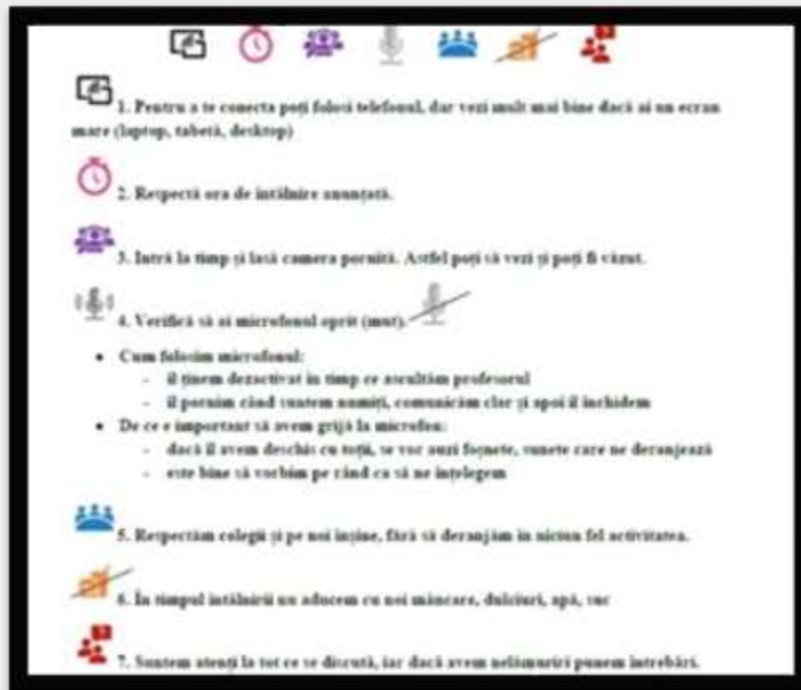 1. Pentru a te conecta poți folosi telefonul, dar vezi mult mai bine dacă ai un ecran
mare (laptop, tabetă, desktop)
2. Respectă ora de întâlnire anunțată.
3. Intră la timp și lasă camera pornită. Astfel poți să vezi și poți fi văzut.
4. Verifică să ai microfonul oprit (mut).
• Cum folosim microfonul:
- îl ținem dezactivat în timp ce ascultăm profesorul
- îl pornim când suntem numiți, comunicăm clar și apoi îl închidem
• De ce e important să avem grijă la microfon:
- dacă îl avem deschis cu toții, se vor auzi foșnete, sunete care ne deranjează
- este bine să vorbim pe rând ca să ne înțelegem
5. Respectăm colegii și pe noi înșine, fără să deranjăm în niciun fel activitatea.
6. În timpul întâlnirii nu aducem cu noi mâncare, dulciuri, apă, suc
7. Suntem atenți la tot ce se discută, iar dacă avem nelămuriri punem întrebări.